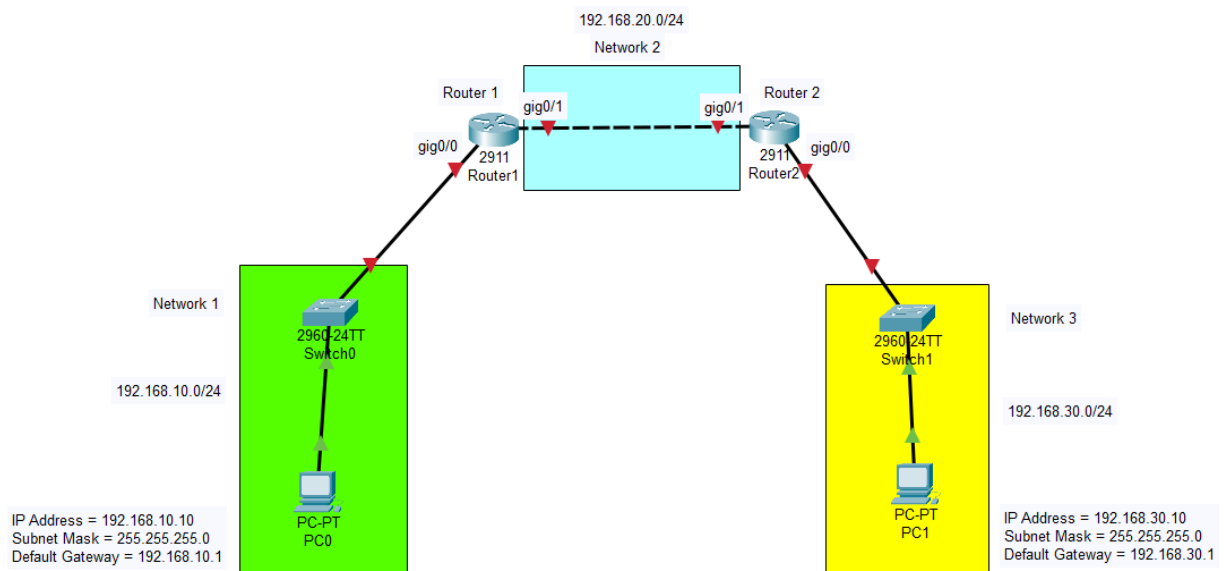 192.168.20.0/24
Network 2
Router 1
gig0/1
gig0/1
Router 2
gig0/0
2911
Router1
2911
Router2
gig0/0
Network 1
2960-24TT
Switch0
2960-24TT
Switch1
Network 3
192.168.10.0/24
192.168.30.0/24
IP Address = 192.168.10.10
Subnet Mask = 255.255.255.0
Default Gateway = 192.168.10.1
PC-PT
PC0
PC-PT
PC1
IP Address = 192.168.30.10
Subnet Mask = 255.255.255.0
Default Gateway = 192.168.30.1